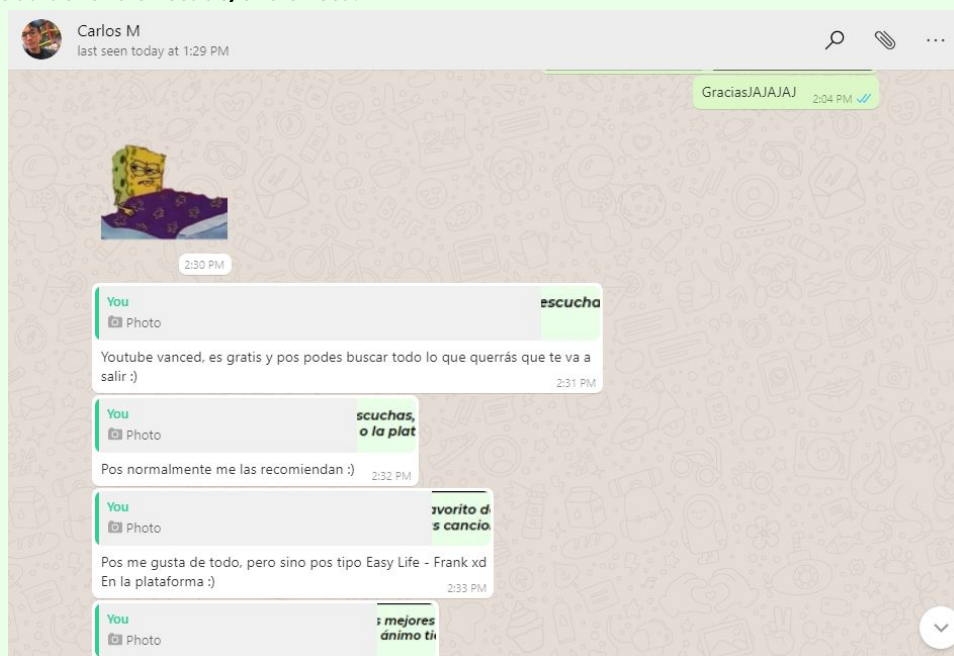 Carlos M
last seen today at 1:29 PM
GraciasJAJAJAJ 2:04 PM
2:30 PM
You
Photo
escucha
Youtube vanced, es gratis y pos podes buscar todo lo que querrás que te va a
salir :)
2:31 PM
You
Photo
scuchas,
o la plat
Pos normalmente me las recomiendan :) 2:32 PM
You
Photo
avorito d
s cancio
Pos me gusta de todo, pero sino pos tipo Easy Life - Frank xd
En la plataforma :)
2:33 PM
You
Photo
s mejores
ánimo ti